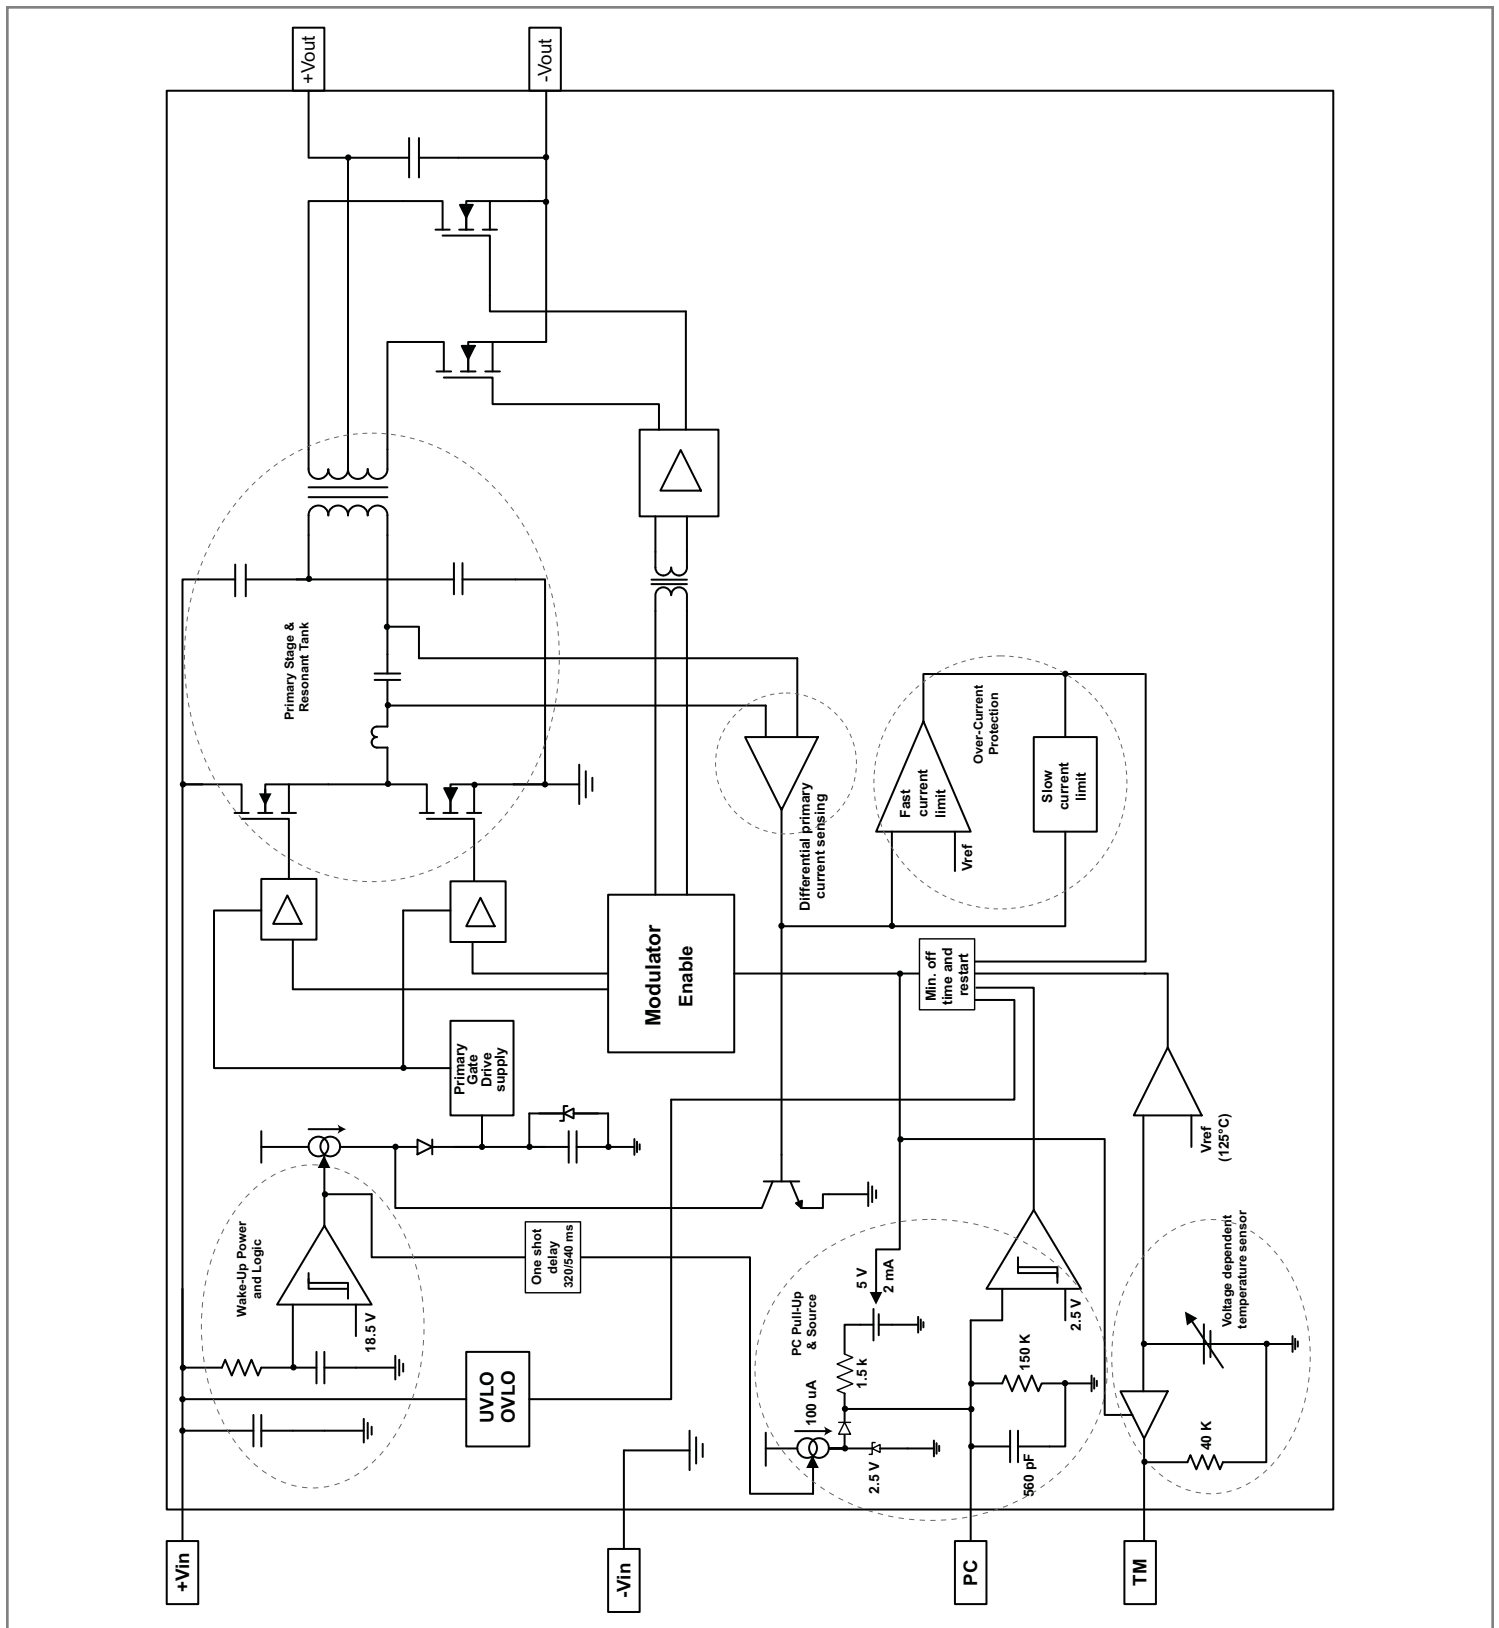 +Vout
-Vout
Primary Stage &
Resonant Tank
Differential primary
current sensing
Fast
current
limit
Vref
Over-Current
Protection
Slow
current
limit
Modulator
Enable
Min. off
time and
restart
Primary
Gate
Drive
supply
Vref
(125°C)
Wake-Up Power
and Logic
18.5 V
One shot
delay
320/540 ms
UVLO
OVLO
PC Pull-Up
& Source
5 V
2 mA
1.5 k
100 uA
2.5 V
2.5 V
150 K
560 pF
Voltage dependent
temperature sensor
40 K
+Vin
-Vin
PC
TM